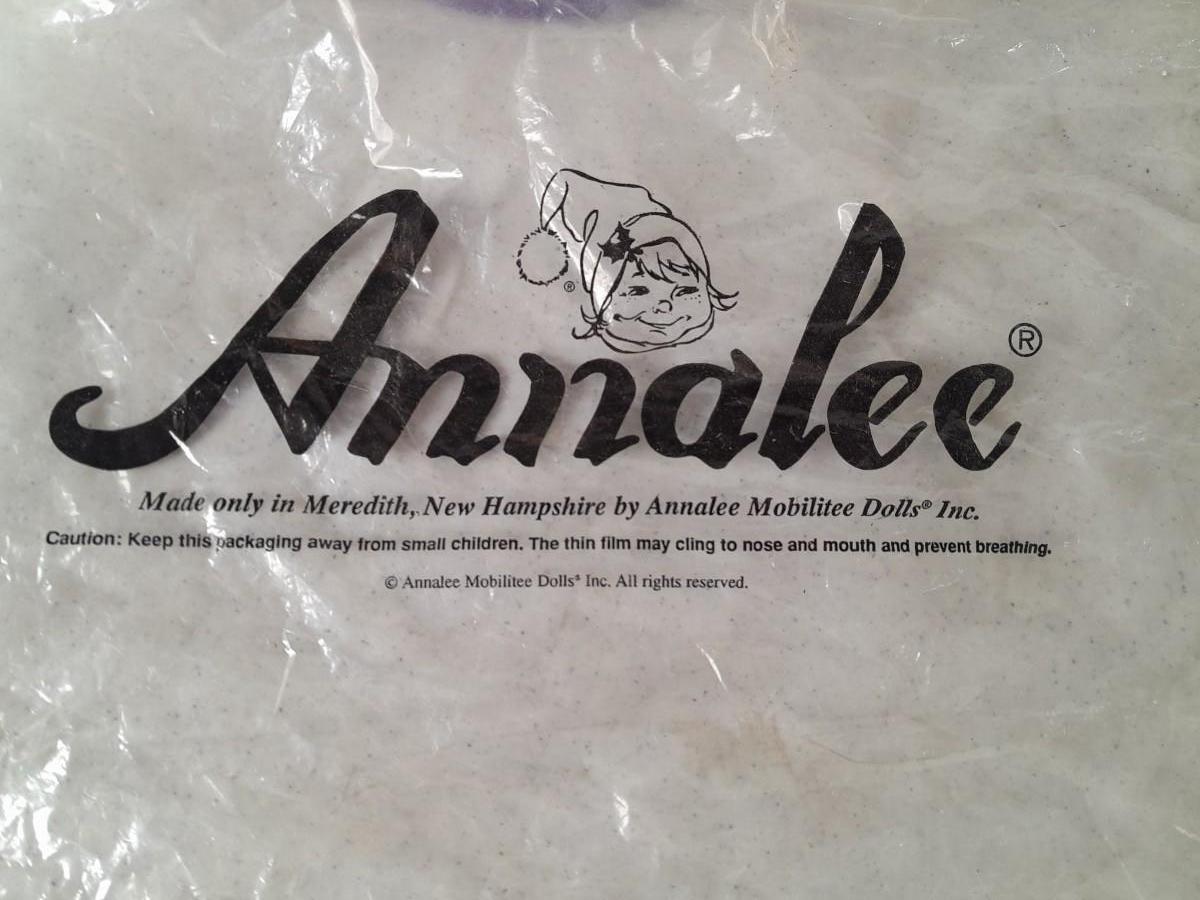 ®
Annalee®
Made only in Meredith, New Hampshire by Annalee Mobilitee Dolls® Inc.
Caution: Keep this packaging away from small children. The thin film may cling to nose and mouth and prevent breathing.
© Annalee Mobilitee Dolls® Inc. All rights reserved.